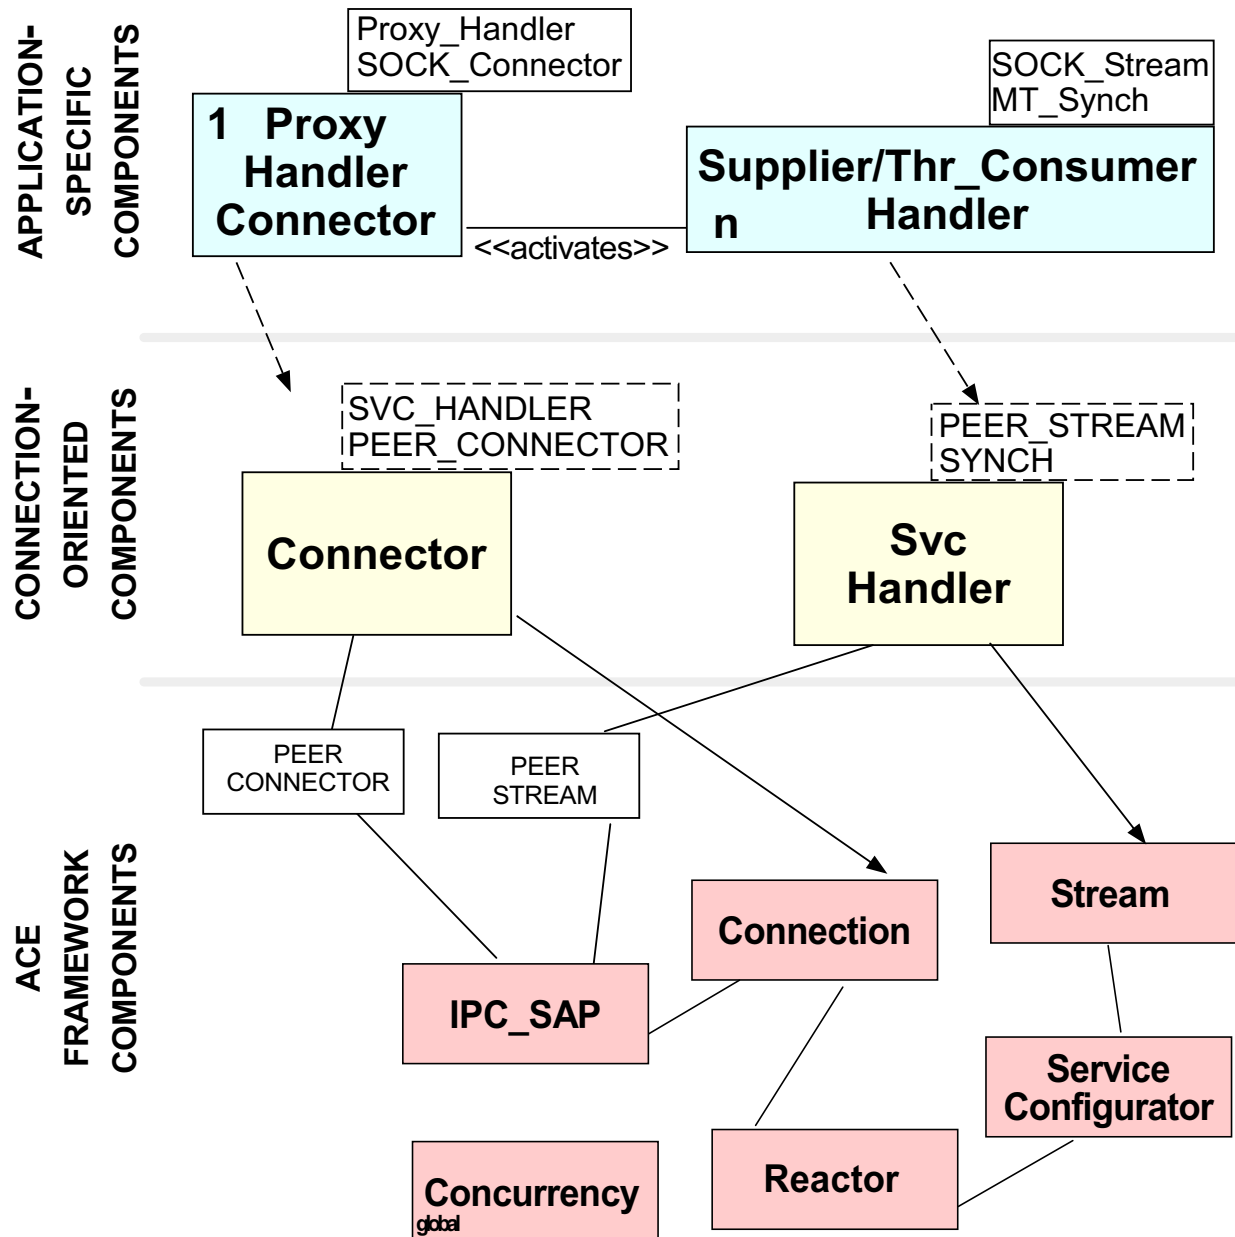 APPLICATION-
SPECIFIC
COMPONENTS
Proxy_Handler
SOCK_Connector
1 Proxy
Handler
Connector
<<activates>>
SOCK_Stream
MT_Synch
Supplier/Thr_Consumer
n Handler
CONNECTION-
ORIENTED
COMPONENTS
SVC_HANDLER
PEER_CONNECTOR
Connector
PEER_STREAM
SYNCH
Svc
Handler
ACE
FRAMEWORK
COMPONENTS
PEER
CONNECTOR
PEER
STREAM
Connection
Stream
IPC_SAP
Service
Configurator
Concurrency
global
Reactor